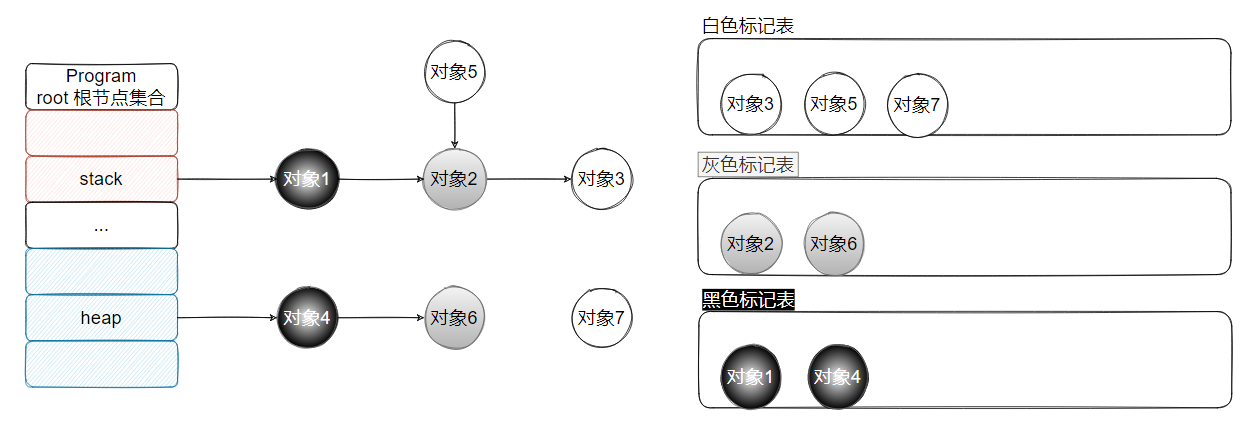 Program
root 根节点集合
stack
...
heap
对象5
对象1
对象2
对象3
对象4
对象6
对象7
白色标记表
对象3
对象5
对象7
灰色标记表
对象2
对象6
黑色标记表
对象1
对象4